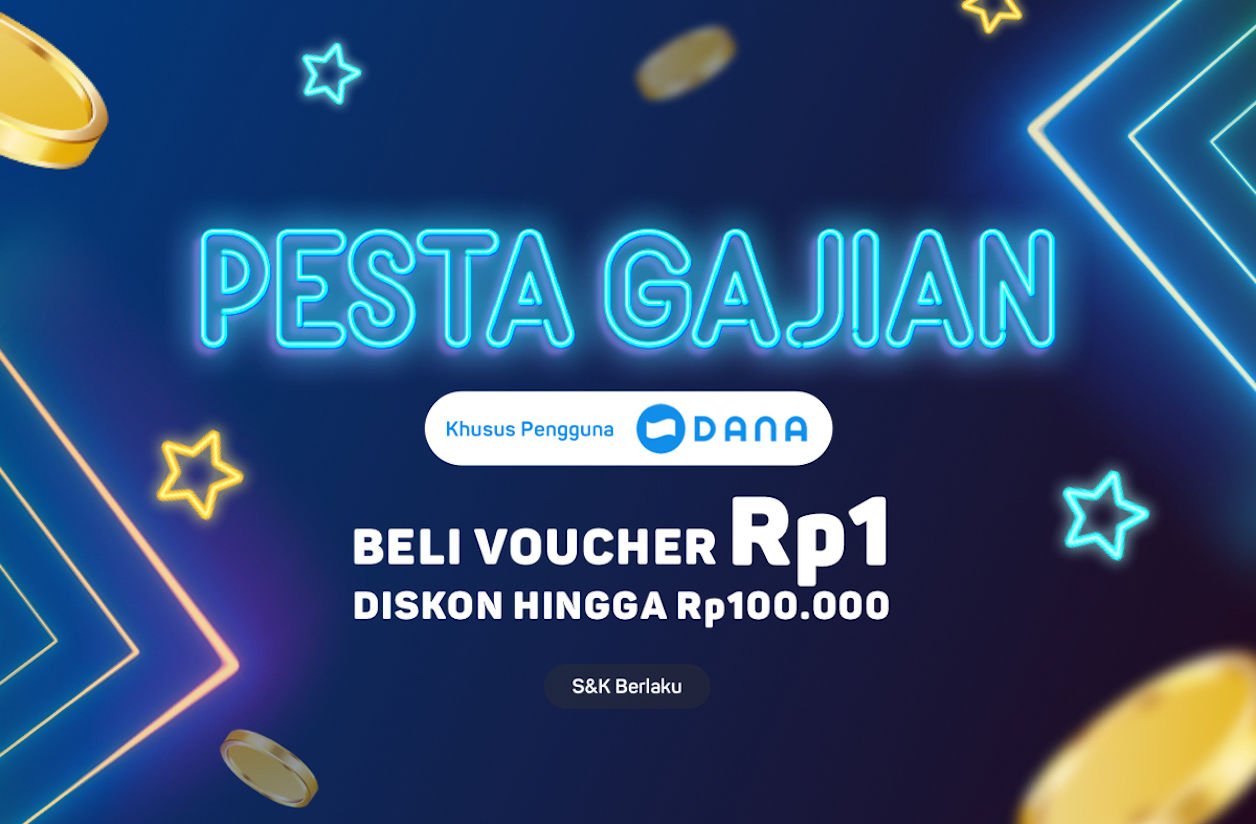 PESTA GAJIAN
Khusus Pengguna DANA
BELI VOUCHER Rp1
DISKON HINGGA Rp100.000
S&K Berlaku